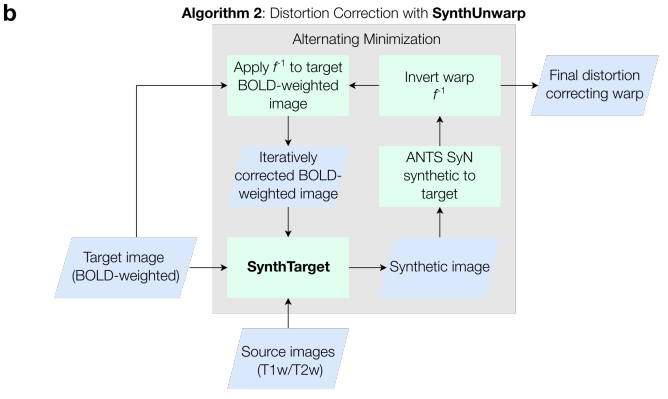 b
Algorithm 2: Distortion Correction with SynthUnwarp
Alternating Minimization
Apply f⁻¹ to target
BOLD-weighted
image
Invert warp
f⁻¹
Final distortion
correcting warp
Iteratively
corrected BOLD-
weighted image
ANTS SyN
synthetic to
target
Target image
(BOLD-weighted)
SynthTarget
Synthetic image
Source images
(T1w/T2w)